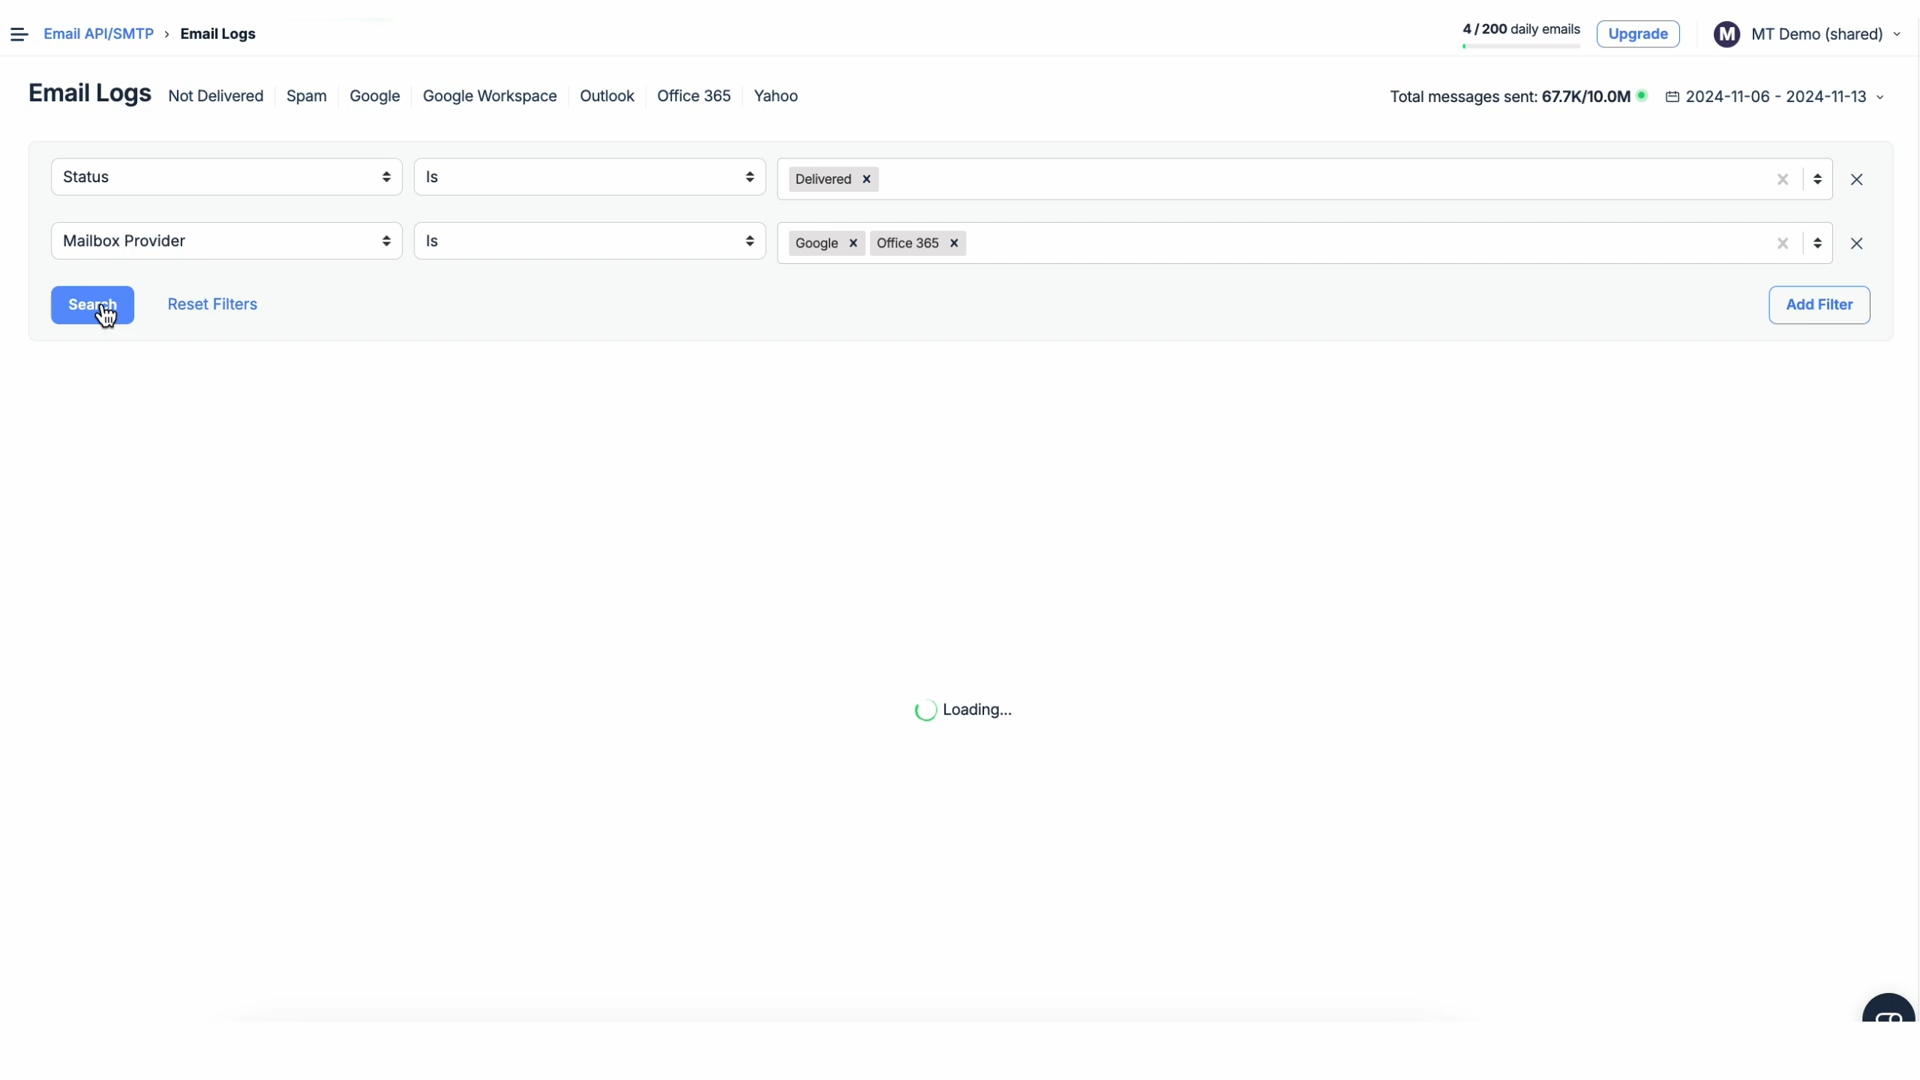 Email API/SMTP › Email Logs
4 / 200 daily emails
Upgrade
M
MT Demo (shared)
Email Logs
Not Delivered
Spam
Google
Google Workspace
Outlook
Office 365
Yahoo
Total messages sent: 67.7K/10.0M
2024-11-06 - 2024-11-13
Status
Is
Delivered
Mailbox Provider
Is
Google
Office 365
Search
Reset Filters
Add Filter
Loading...